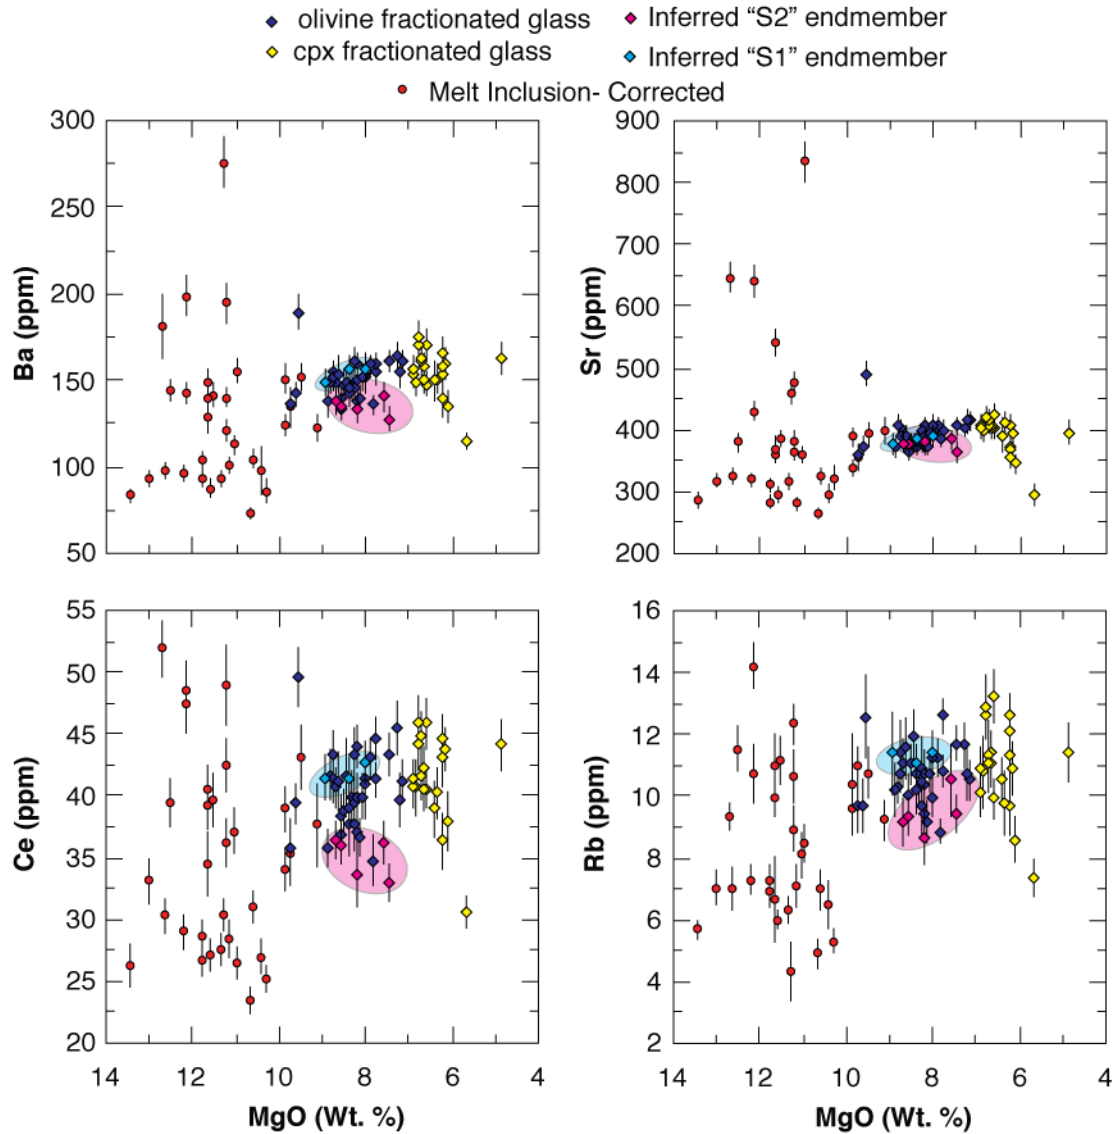 olivine fractionated glass
Inferred “S2” endmember
cpx fractionated glass
Inferred “S1” endmember
Melt Inclusion- Corrected
300
250
200
150
100
50
Ba (ppm)
900
800
700
600
500
400
300
200
Sr (ppm)
55
50
45
40
35
30
25
20
Ce (ppm)
14 12 10 8 6 4
MgO (Wt. %)
16
14
12
11
8
6
4
2
Rb (ppm)
14 12 10 8 6 4
MgO (Wt. %)